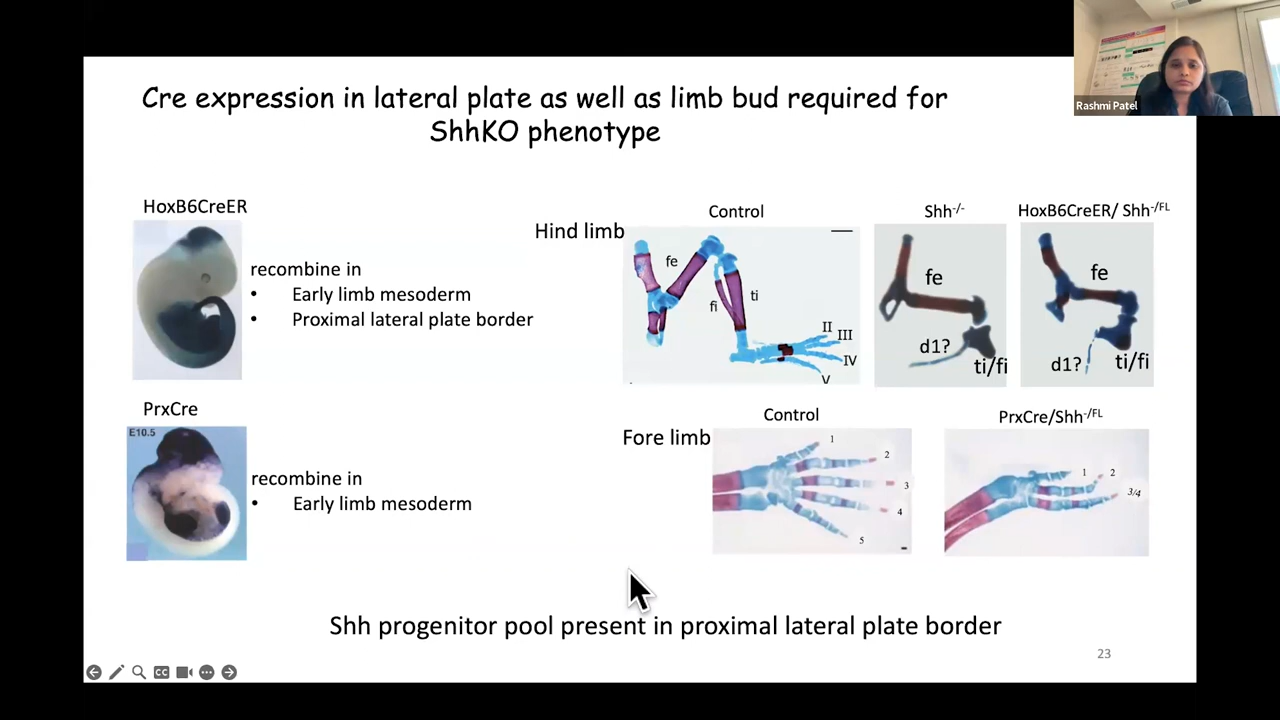 Cre expression in lateral plate as well as limb bud required for
ShhKO phenotype
Rashmi Patel
HoxB6CreER
recombine in
• Early limb mesoderm
• Proximal lateral plate border
Hind limb
Control
fe
fi
ti
II
III
IV
V
Shh-/-
fe
d1?
ti/fi
HoxB6CreER/ Shh-/FL
fe
d1?
ti/fi
PrxCre
E10.5
recombine in
• Early limb mesoderm
Fore limb
Control
1
2
3
4
5
PrxCre/Shh-/FL
1
2
3/4
Shh progenitor pool present in proximal lateral plate border
23
CC